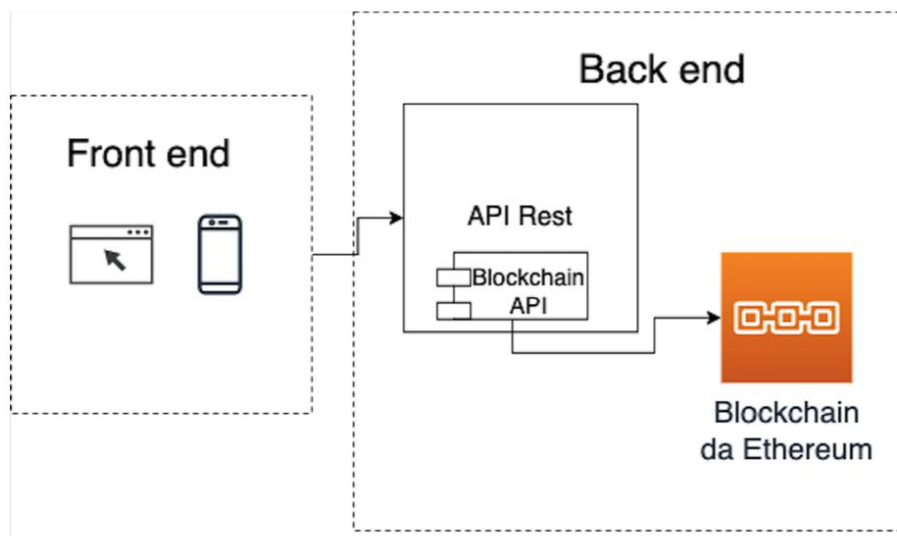 Back end
Front end
API Rest
Blockchain
API
Blockchain
da Ethereum